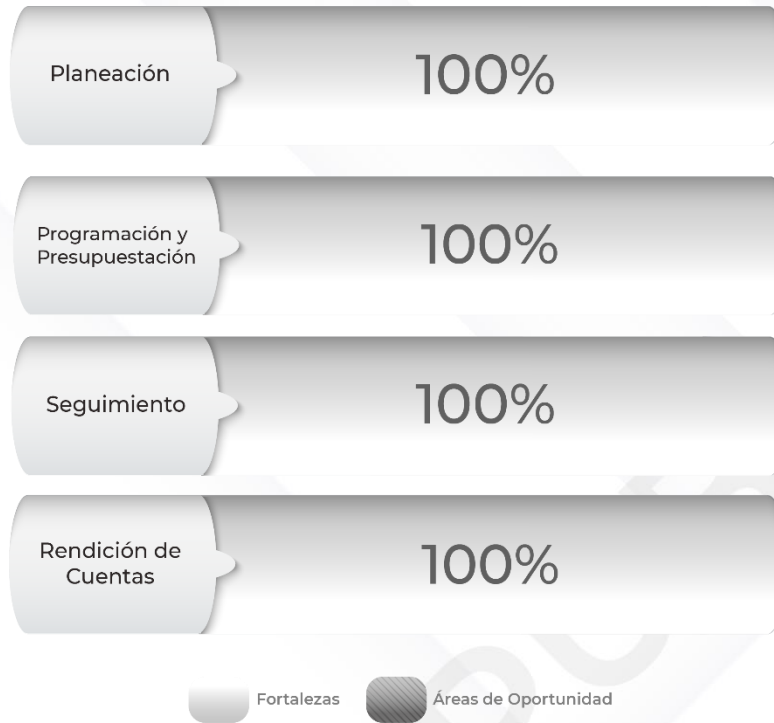 Planeación
100%
Programación y
Presupuestación
100%
Seguimiento
100%
Rendición de
Cuentas
100%
Fortalezas
Áreas de Oportunidad